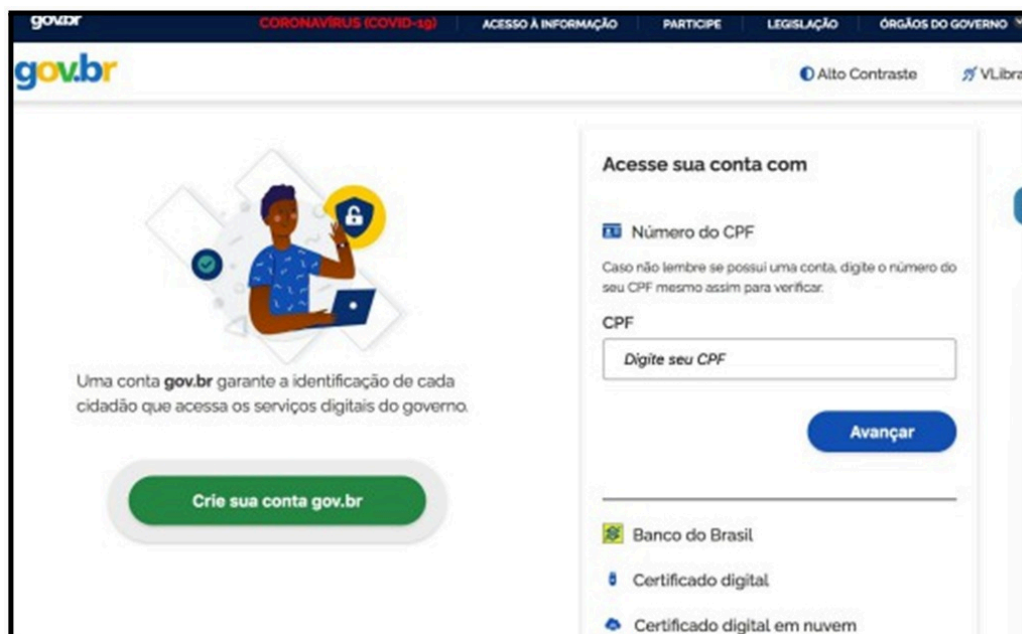 gov.br
CORONAVÍRUS (COVID-19)
ACESSO À INFORMAÇÃO
PARTICIPE
LEGISLAÇÃO
ÓRGÃOS DO GOVERNO
gov.br
Alto Contraste
VLibra
Uma conta gov.br garante a identificação de cada
cidadão que acessa os serviços digitais do governo.
Crie sua conta gov.br
Acesse sua conta com
Número do CPF
Caso não lembre se possui uma conta, digite o número do
seu CPF mesmo assim para verificar.
CPF
Digite seu CPF
Avançar
Banco do Brasil
Certificado digital
Certificado digital em nuvem